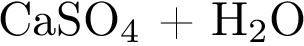 CaSO₄ + H₂O